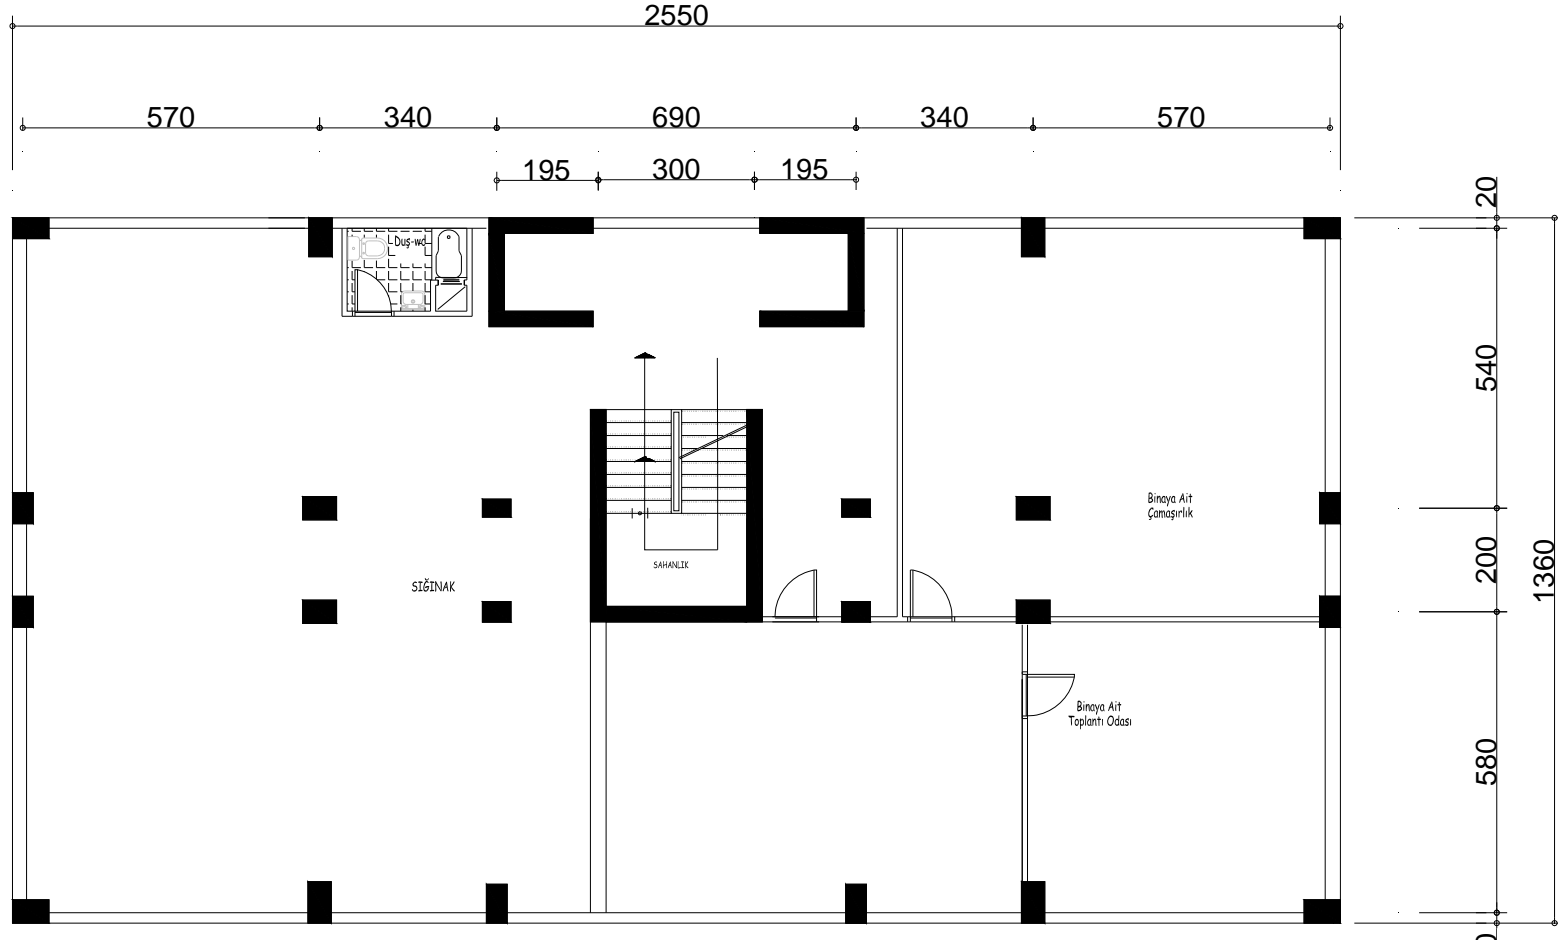 2550
570 340 690 340 570
195 300 195
20
Duş-wc
540
Binaya Ait
Çamaşırlık
200
1360
SAHANLIK
SIĞINAK
580
Binaya Ait
Toplantı Odası